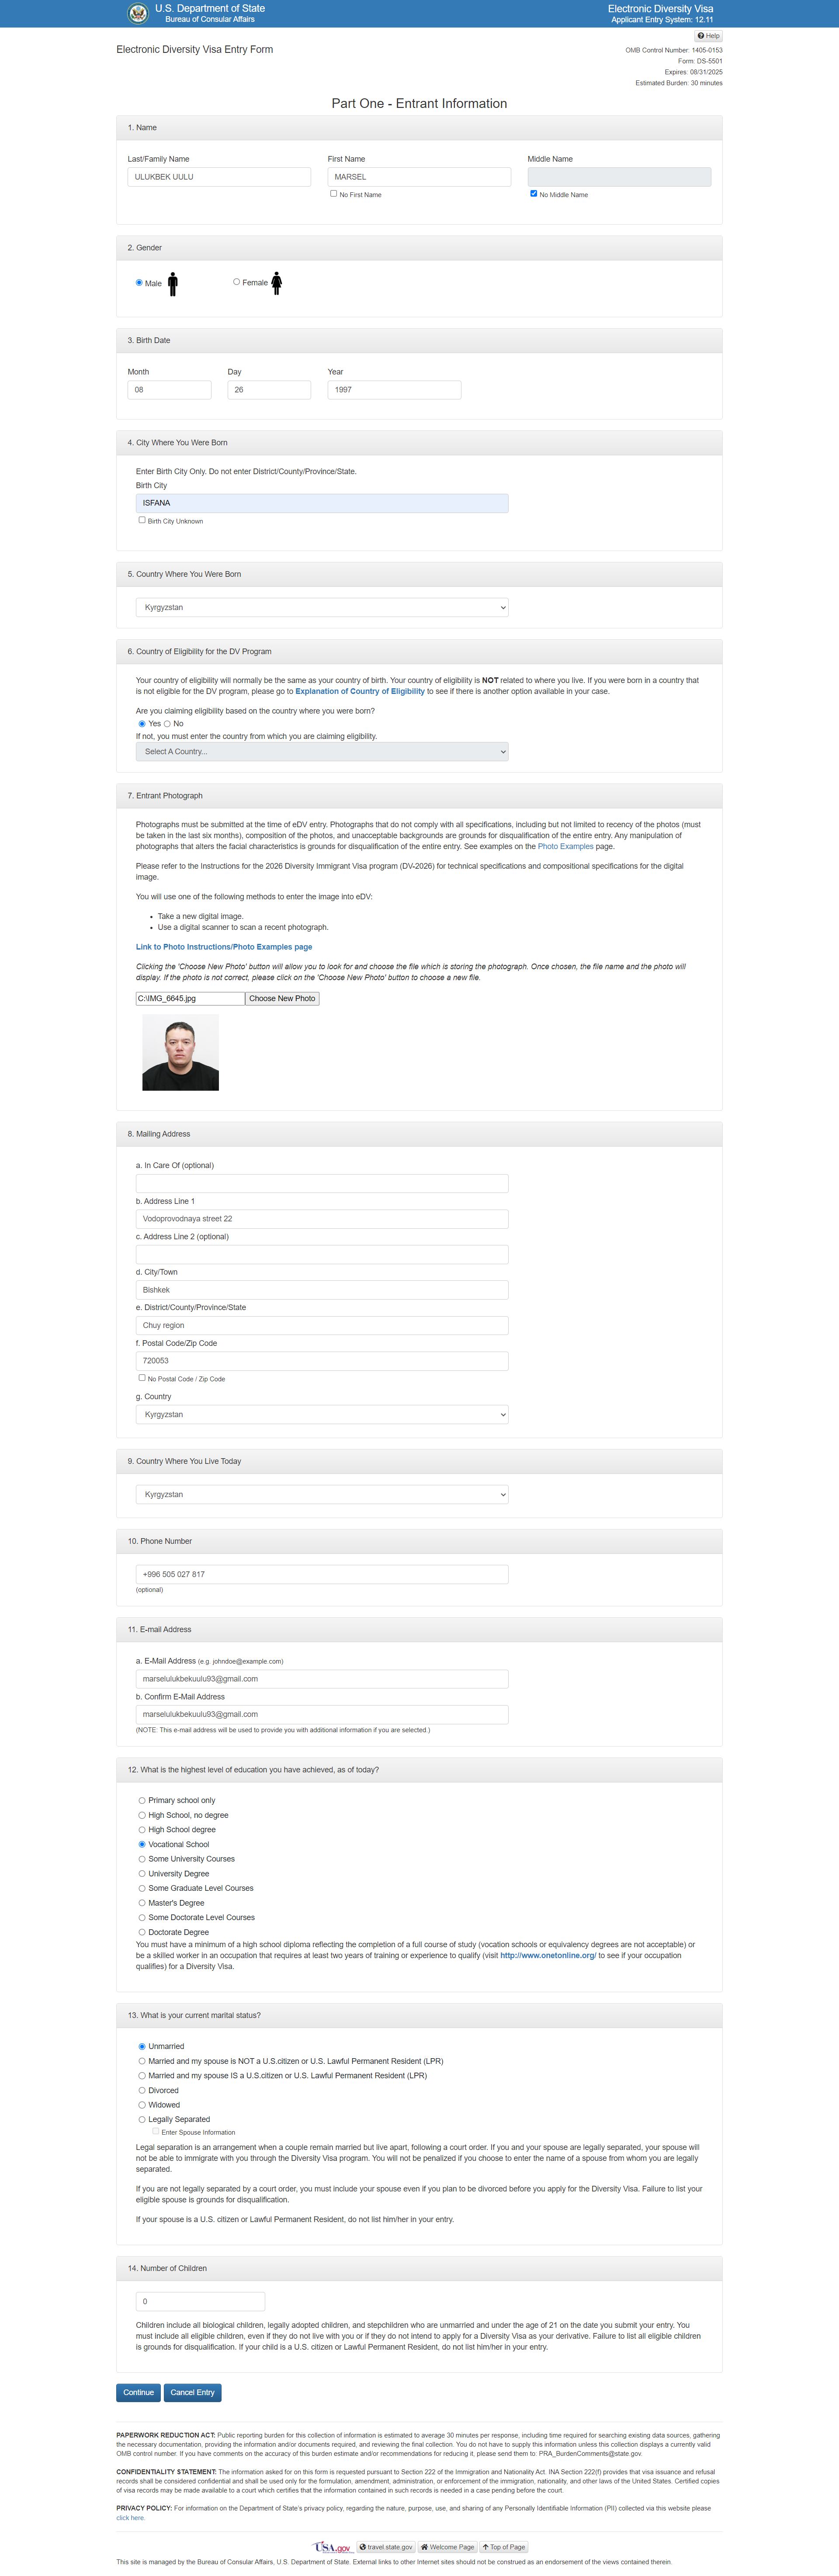 U.S. Department of State
Bureau of Consular Affairs
Electronic Diversity Visa
Applicant Entry System: 12.11
Help
Electronic Diversity Visa Entry Form
OMB Control Number: 1405-0153
Form: DS-5501
Expires: 08/31/2025
Estimated Burden: 30 minutes
Part One - Entrant Information
1. Name
Last/Family Name
First Name
Middle Name
ULUKBEK UULU
MARSEL
No First Name
No Middle Name
2. Gender
Male
Female
3. Birth Date
Month
Day
Year
08
26
1997
4. City Where You Were Born
Enter Birth City Only. Do not enter District/County/Province/State.
Birth City
ISFANA
Birth City Unknown
5. Country Where You Were Born
Kyrgyzstan
6. Country of Eligibility for the DV Program
Your country of eligibility will normally be the same as your country of birth. Your country of eligibility is NOT related to where you live. If you were born in a country that
is not eligible for the DV program, please go to Explanation of Country of Eligibility to see if there is another option available in your case.
Are you claiming eligibility based on the country where you were born?
Yes No
If not, you must enter the country from which you are claiming eligibility.
Select A Country...
7. Entrant Photograph
Photographs must be submitted at the time of eDV entry. Photographs that do not comply with all specifications, including but not limited to recency of the photos (must
be taken in the last six months), composition of the photos, and unacceptable backgrounds are grounds for disqualification of the entire entry. Any manipulation of
photographs that alters the facial characteristics is grounds for disqualification of the entire entry. See examples on the Photo Examples page.
Please refer to the Instructions for the 2026 Diversity Immigrant Visa program (DV-2026) for technical specifications and compositional specifications for the digital
image.
You will use one of the following methods to enter the image into eDV:
• Take a new digital image.
• Use a digital scanner to scan a recent photograph.
Link to Photo Instructions/Photo Examples page
Clicking the 'Choose New Photo' button will allow you to look for and choose the file which is storing the photograph. Once chosen, the file name and the photo will
display. If the photo is not correct, please click on the 'Choose New Photo' button to choose a new file.
C:\IMG_6645.jpg
Choose New Photo
8. Mailing Address
a. In Care Of (optional)
b. Address Line 1
Vodoprovodnaya street 22
c. Address Line 2 (optional)
d. City/Town
Bishkek
e. District/County/Province/State
Chuy region
f. Postal Code/Zip Code
720053
No Postal Code / Zip Code
g. Country
Kyrgyzstan
9. Country Where You Live Today
Kyrgyzstan
10. Phone Number
+996 505 027 817
(optional)
11. E-mail Address
a. E-Mail Address (e.g. johndoe@example.com)
marselulukbekuulu93@gmail.com
b. Confirm E-Mail Address
marselulukbekuulu93@gmail.com
(NOTE: This e-mail address will be used to provide you with additional information if you are selected.)
12. What is the highest level of education you have achieved, as of today?
Primary school only
High School, no degree
High School degree
Vocational School
Some University Courses
University Degree
Some Graduate Level Courses
Master's Degree
Some Doctorate Level Courses
Doctorate Degree
You must have a minimum of a high school diploma reflecting the completion of a full course of study (vocation schools or equivalency degrees are not acceptable) or
be a skilled worker in an occupation that requires at least two years of training or experience to qualify (visit http://www.onetonline.org/ to see if your occupation
qualifies) for a Diversity Visa.
13. What is your current marital status?
Unmarried
Married and my spouse is NOT a U.S.citizen or U.S. Lawful Permanent Resident (LPR)
Married and my spouse IS a U.S.citizen or U.S. Lawful Permanent Resident (LPR)
Divorced
Widowed
Legally Separated
Enter Spouse Information
Legal separation is an arrangement when a couple remain married but live apart, following a court order. If you and your spouse are legally separated, your spouse will
not be able to immigrate with you through the Diversity Visa program. You will not be penalized if you choose to enter the name of a spouse from whom you are legally
separated.
If you are not legally separated by a court order, you must include your spouse even if you plan to be divorced before you apply for the Diversity Visa. Failure to list your
eligible spouse is grounds for disqualification.
If your spouse is a U.S. citizen or Lawful Permanent Resident, do not list him/her in your entry.
14. Number of Children
0
Children include all biological children, legally adopted children, and stepchildren who are unmarried and under the age of 21 on the date you submit your entry. You
must include all eligible children, even if they do not live with you or if they do not intend to apply for a Diversity Visa as your derivative. Failure to list all eligible children
is grounds for disqualification. If your child is a U.S. citizen or Lawful Permanent Resident, do not list him/her in your entry.
Continue
Cancel Entry
PAPERWORK REDUCTION ACT: Public reporting burden for this collection of information is estimated to average 30 minutes per response, including time required for searching existing data sources, gathering
the necessary documentation, providing the information and/or documents required, and reviewing the final collection. You do not have to supply this information unless this collection displays a currently valid
OMB control number. If you have comments on the accuracy of this burden estimate and/or recommendations for reducing it, please send them to: PRA_BurdenComments@state.gov.
CONFIDENTIALITY STATEMENT: The information asked for on this form is requested pursuant to Section 222 of the Immigration and Nationality Act. INA Section 222(f) provides that visa issuance and refusal
records shall be considered confidential and shall be used only for the formulation, amendment, administration, or enforcement of the immigration, nationality, and other laws of the United States. Certified copies
of visa records may be made available to a court which certifies that the information contained in such records is needed in a case pending before the court.
PRIVACY POLICY: For information on the Department of State's privacy policy, regarding the nature, purpose, use, and sharing of any Personally Identifiable Information (PII) collected via this website please
click here.
USA.gov
travel.state.gov
Welcome Page
Top of Page
This site is managed by the Bureau of Consular Affairs, U.S. Department of State. External links to other Internet sites should not be construed as an endorsement of the views contained therein.